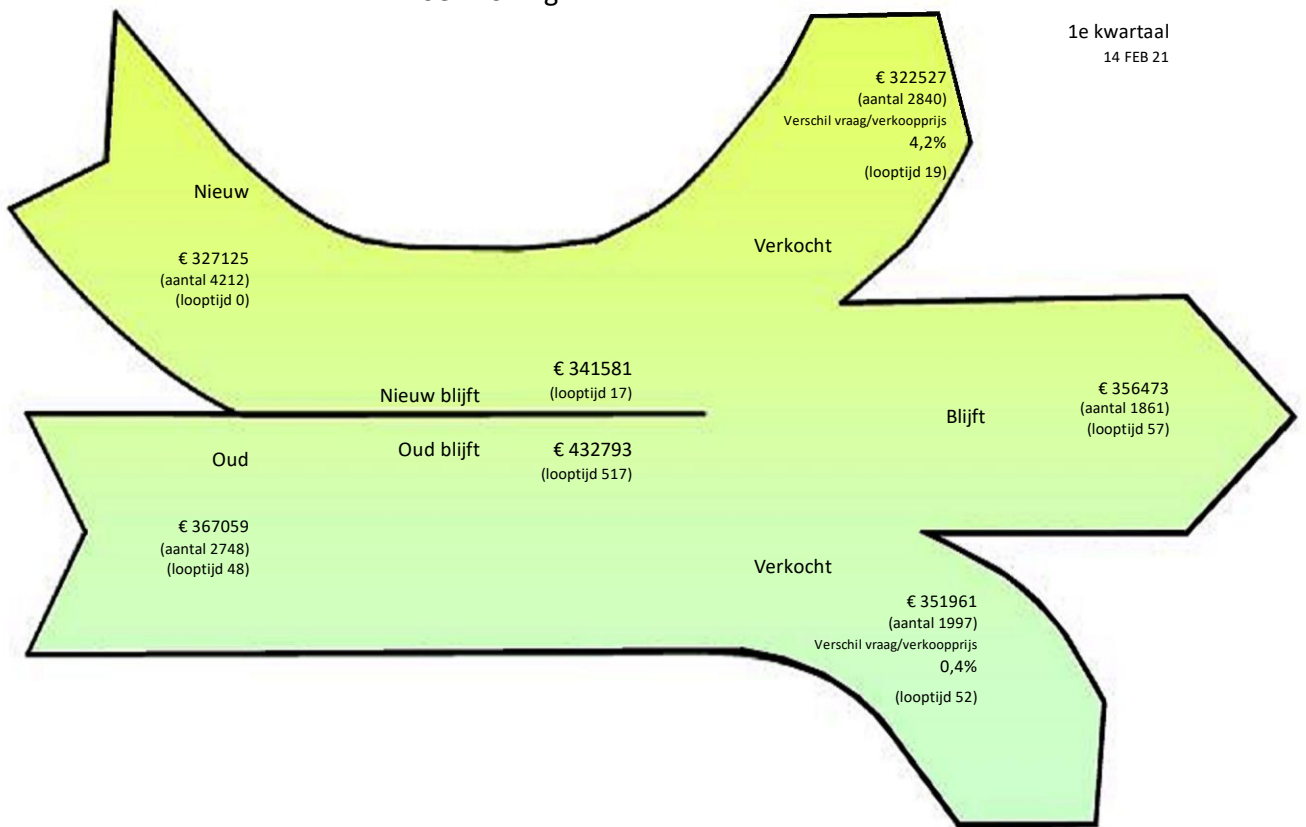 1e kwartaal
14 FEB 21
€ 322527
(aantal 2840)
Verschil vraag/verkoopprijs
4,2%
(looptijd 19)
Nieuw
Verkocht
€ 327125
(aantal 4212)
(looptijd 0)
€ 341581
(looptijd 17)
Nieuw blijft
€ 356473
(aantal 1861)
(looptijd 57)
Blijft
Oud
Oud blijft
€ 432793
(looptijd 517)
€ 367059
(aantal 2748)
(looptijd 48)
Verkocht
€ 351961
(aantal 1997)
Verschil vraag/verkoopprijs
0,4%
(looptijd 52)